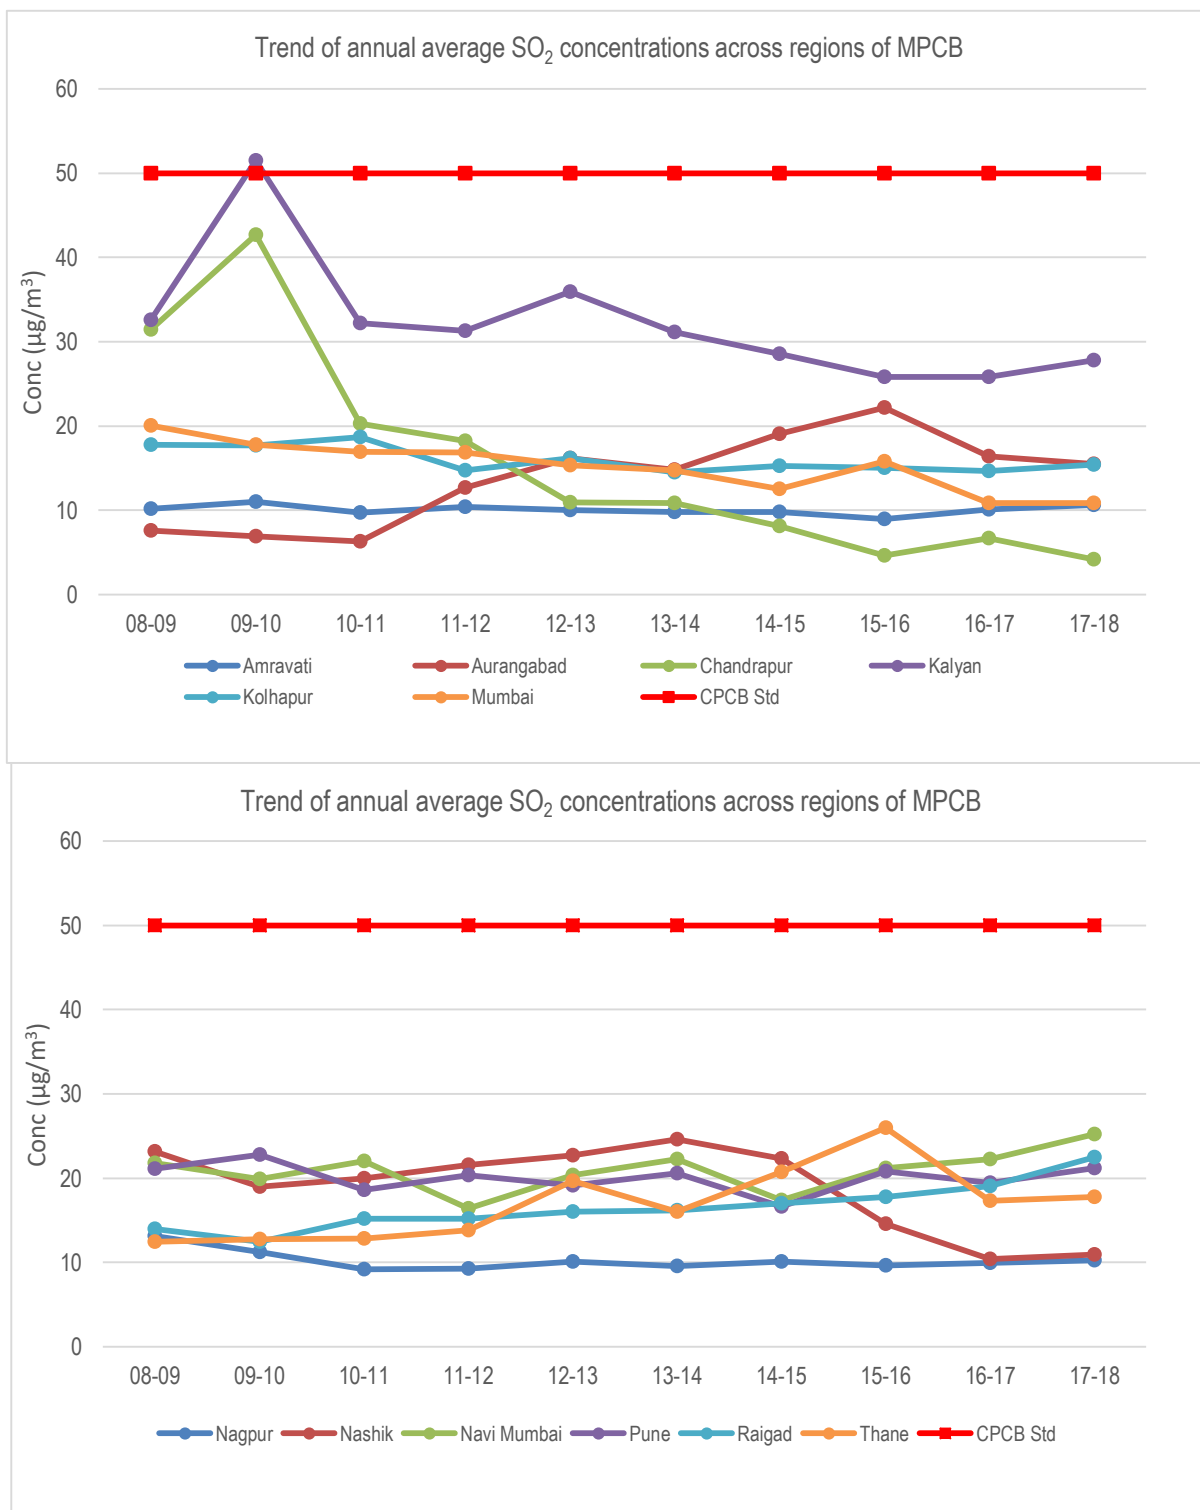 Trend of annual average SO₂ concentrations across regions of MPCB
60
50
40
30
20
10
0
Conc (µg/m³)
08-09 09-10 10-11 11-12 12-13 13-14 14-15 15-16 16-17 17-18
Amravati Aurangabad Chandrapur Kalyan
Kolhapur Mumbai CPCB Std
Trend of annual average SO₂ concentrations across regions of MPCB
60
50
40
30
20
10
0
Conc (µg/m³)
08-09 09-10 10-11 11-12 12-13 13-14 14-15 15-16 16-17 17-18
Nagpur Nashik Navi Mumbai Pune Raigad Thane CPCB Std